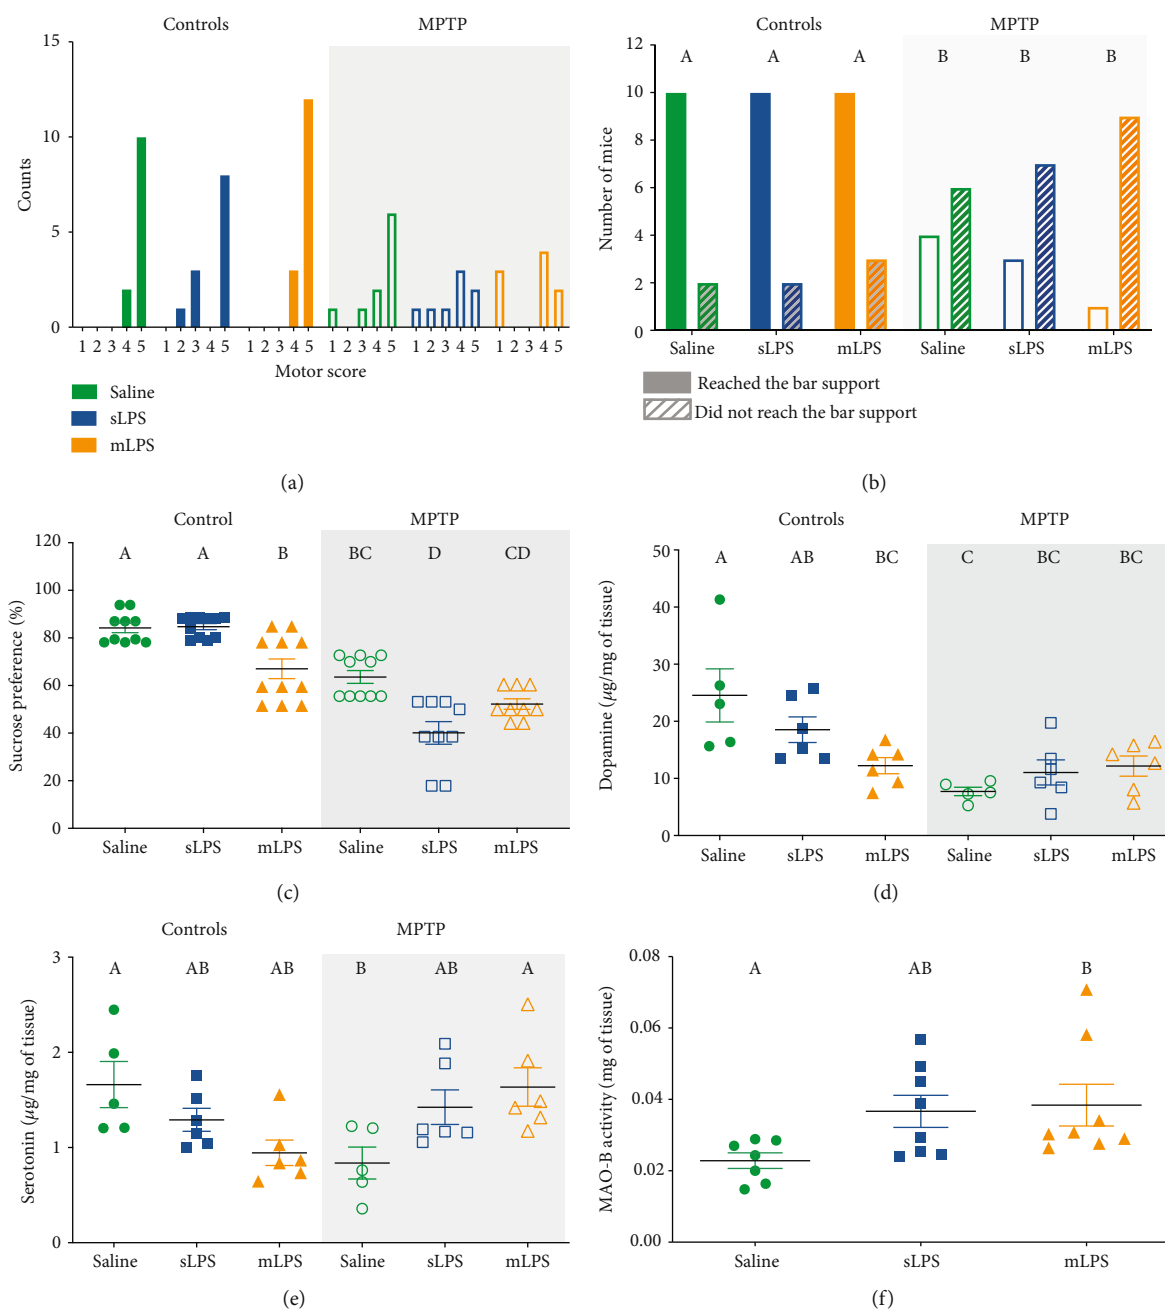 Controls
MPTP
15
10
5
0
Counts
1 2 3 4 5 1 2 3 4 5 1 2 3 4 5 1 2 3 4 5 1 2 3 4 5 1 2 3 4 5
Motor score
Saline
sLPS
mLPS
(a)
Controls
MPTP
12
10
8
6
4
2
0
Number of mice
A A A B B B
Saline sLPS mLPS Saline sLPS mLPS
Reached the bar support
Did not reach the bar support
(b)
Control
MPTP
120
100
80
60
40
20
0
Sucrose preference (%)
A A B BC D CD
Saline sLPS mLPS Saline sLPS mLPS
(c)
Controls
MPTP
50
40
30
20
10
0
Dopamine (μg/mg of tissue)
A AB BC C BC BC
Saline sLPS mLPS Saline sLPS mLPS
(d)
Controls
MPTP
3
2
1
0
Serotonin (μg/mg of tissue)
A AB AB B AB A
Saline sLPS mLPS Saline sLPS mLPS
(e)
0.08
0.06
0.04
0.02
0.00
MAO-B activity (mg of tissue)
A AB B
Saline sLPS mLPS
(f)